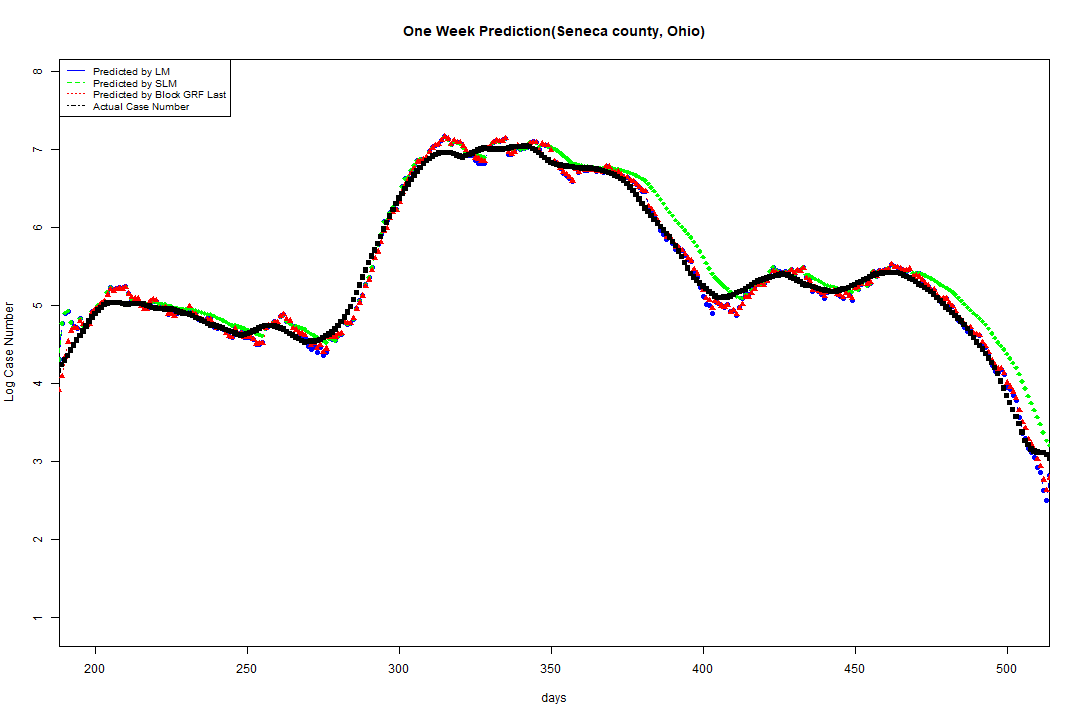 One Week Prediction(Seneca county, Ohio)
Predicted by LM
Predicted by SLM
Predicted by Block GRF Last
Actual Case Number
8
7
6
5
4
3
2
1
Log Case Number
200 250 300 350 400 450 500
days